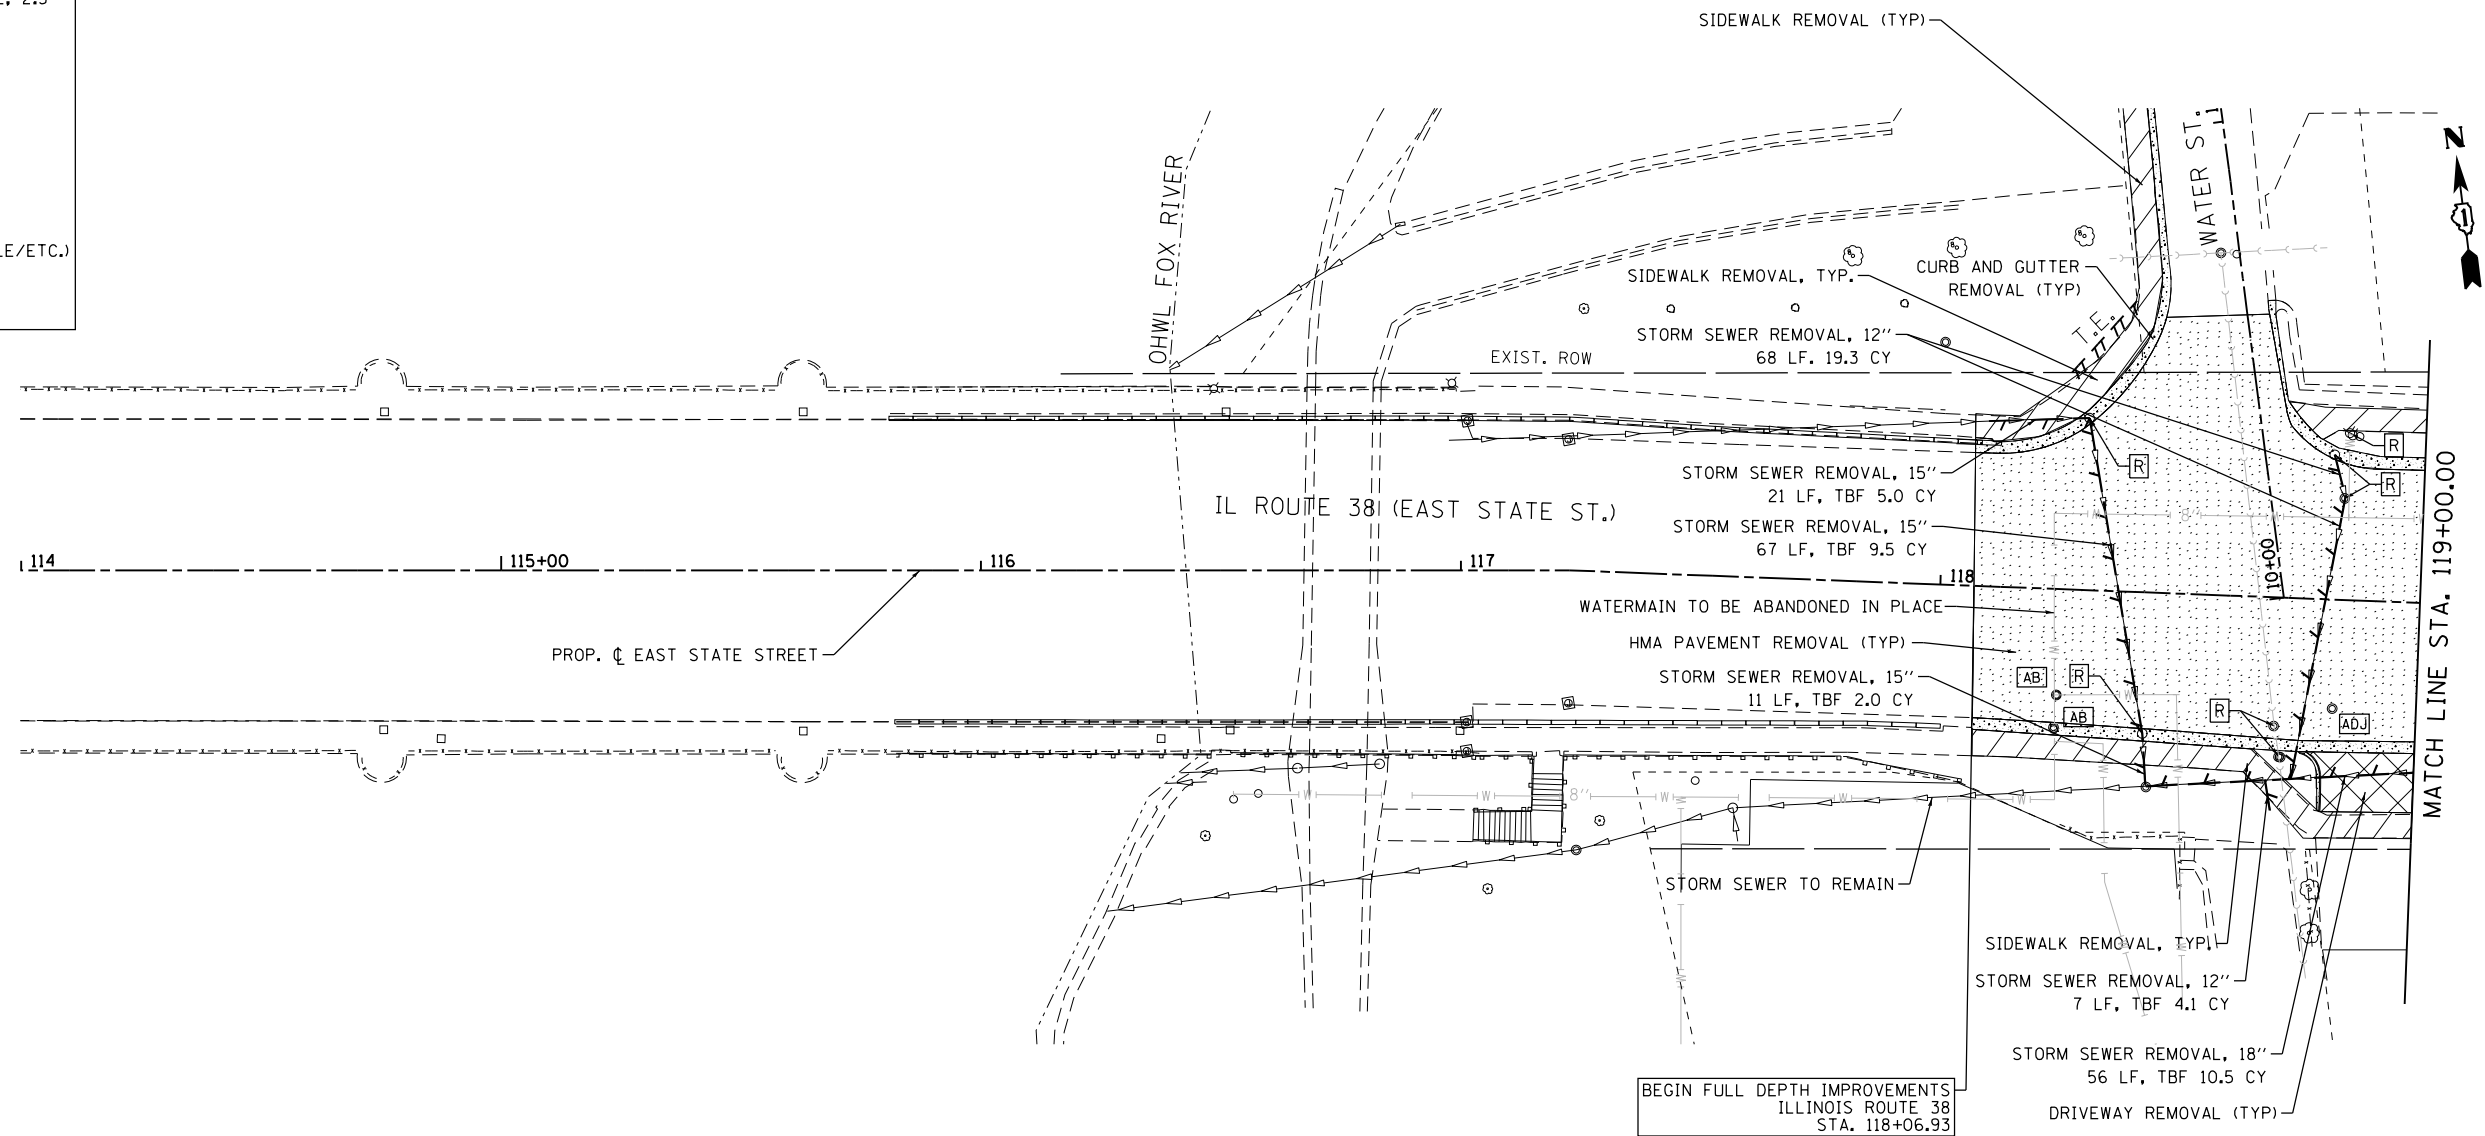 LE/ETC.)
SIDEWALK REMOVAL (TYP)
N
OHWL FOX RIVER
WATER ST.
SIDEWALK REMOVAL, TYP.
CURB AND GUTTER
REMOVAL (TYP)
T.E.
STORM SEWER REMOVAL, 12"
68 LF. 19.3 CY
EXIST. ROW
STORM SEWER REMOVAL, 15"
21 LF, TBF 5.0 CY
R
R
R
IL ROUTE 38 (EAST STATE ST.)
STORM SEWER REMOVAL, 15"
67 LF, TBF 9.5 CY
W
8"
W
114
115+00
116
117
118
10+00
MATCH LINE STA. 119+00.00
WATERMAIN TO BE ABANDONED IN PLACE
HMA PAVEMENT REMOVAL (TYP)
PROP. ℄ EAST STATE STREET
STORM SEWER REMOVAL, 15"
11 LF, TBF 2.0 CY
AB
R
AB
R
ADJ
W
W
8"
W
W
W
STORM SEWER TO REMAIN
SIDEWALK REMOVAL, TYP.
STORM SEWER REMOVAL, 12"
7 LF, TBF 4.1 CY
STORM SEWER REMOVAL, 18"
56 LF, TBF 10.5 CY
DRIVEWAY REMOVAL (TYP)
BEGIN FULL DEPTH IMPROVEMENTS
ILLINOIS ROUTE 38
STA. 118+06.93